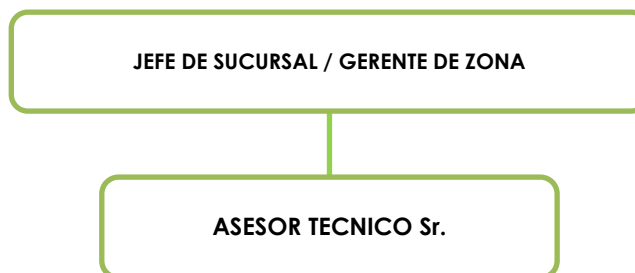 JEFE DE SUCURSAL / GERENTE DE ZONA
ASESOR TECNICO Sr.